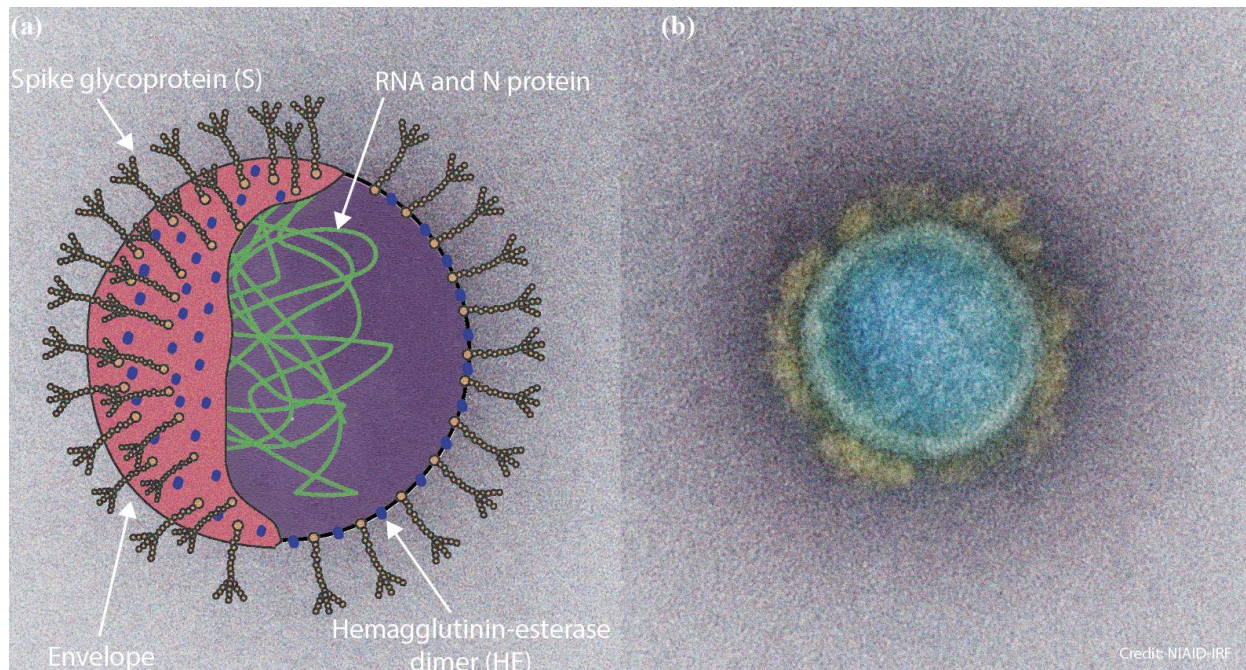 (a)
(b)
Spike glycoprotein (S)
RNA and N protein
Hemagglutinin-esterase
dimer (HE)
Envelope
Credit: NIAID-IRF